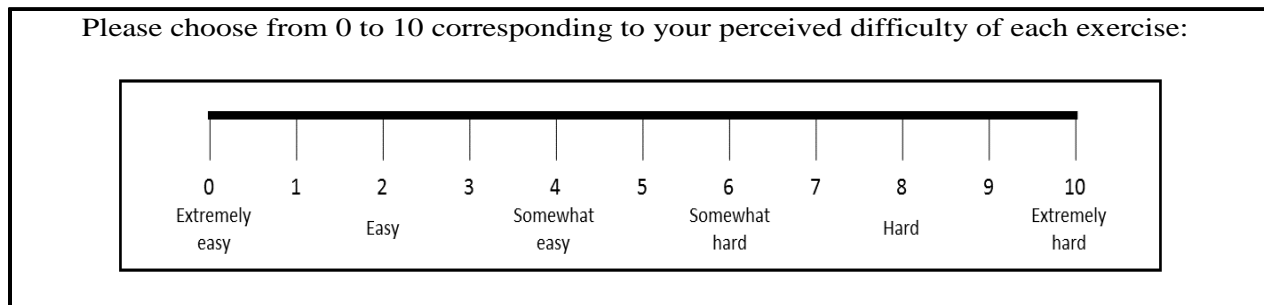 Please choose from 0 to 10 corresponding to your perceived difficulty of each exercise:
0 1 2 3 4 5 6 7 8 9 10
Extremely easy Easy Somewhat easy Somewhat hard Hard Extremely hard